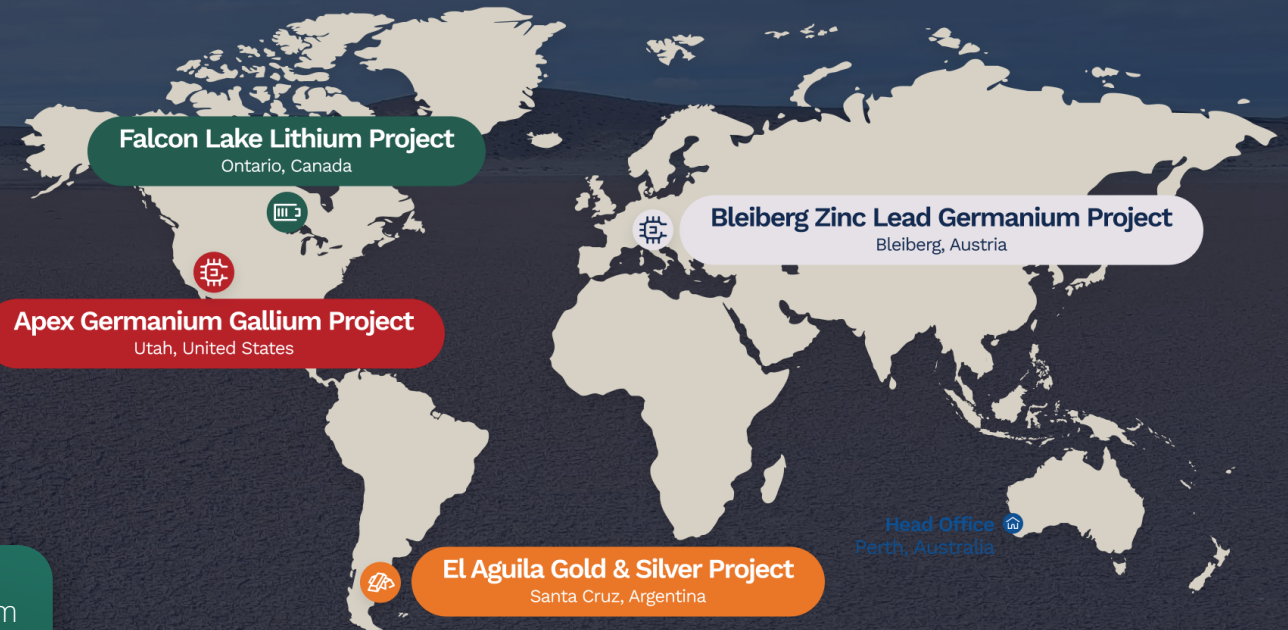 Falcon Lake Lithium Project
Ontario, Canada
Bleiberg Zinc Lead Germanium Project
Bleiberg, Austria
Apex Germanium Gallium Project
Utah, United States
Head Office
Perth, Australia
El Aguila Gold & Silver Project
Santa Cruz, Argentina